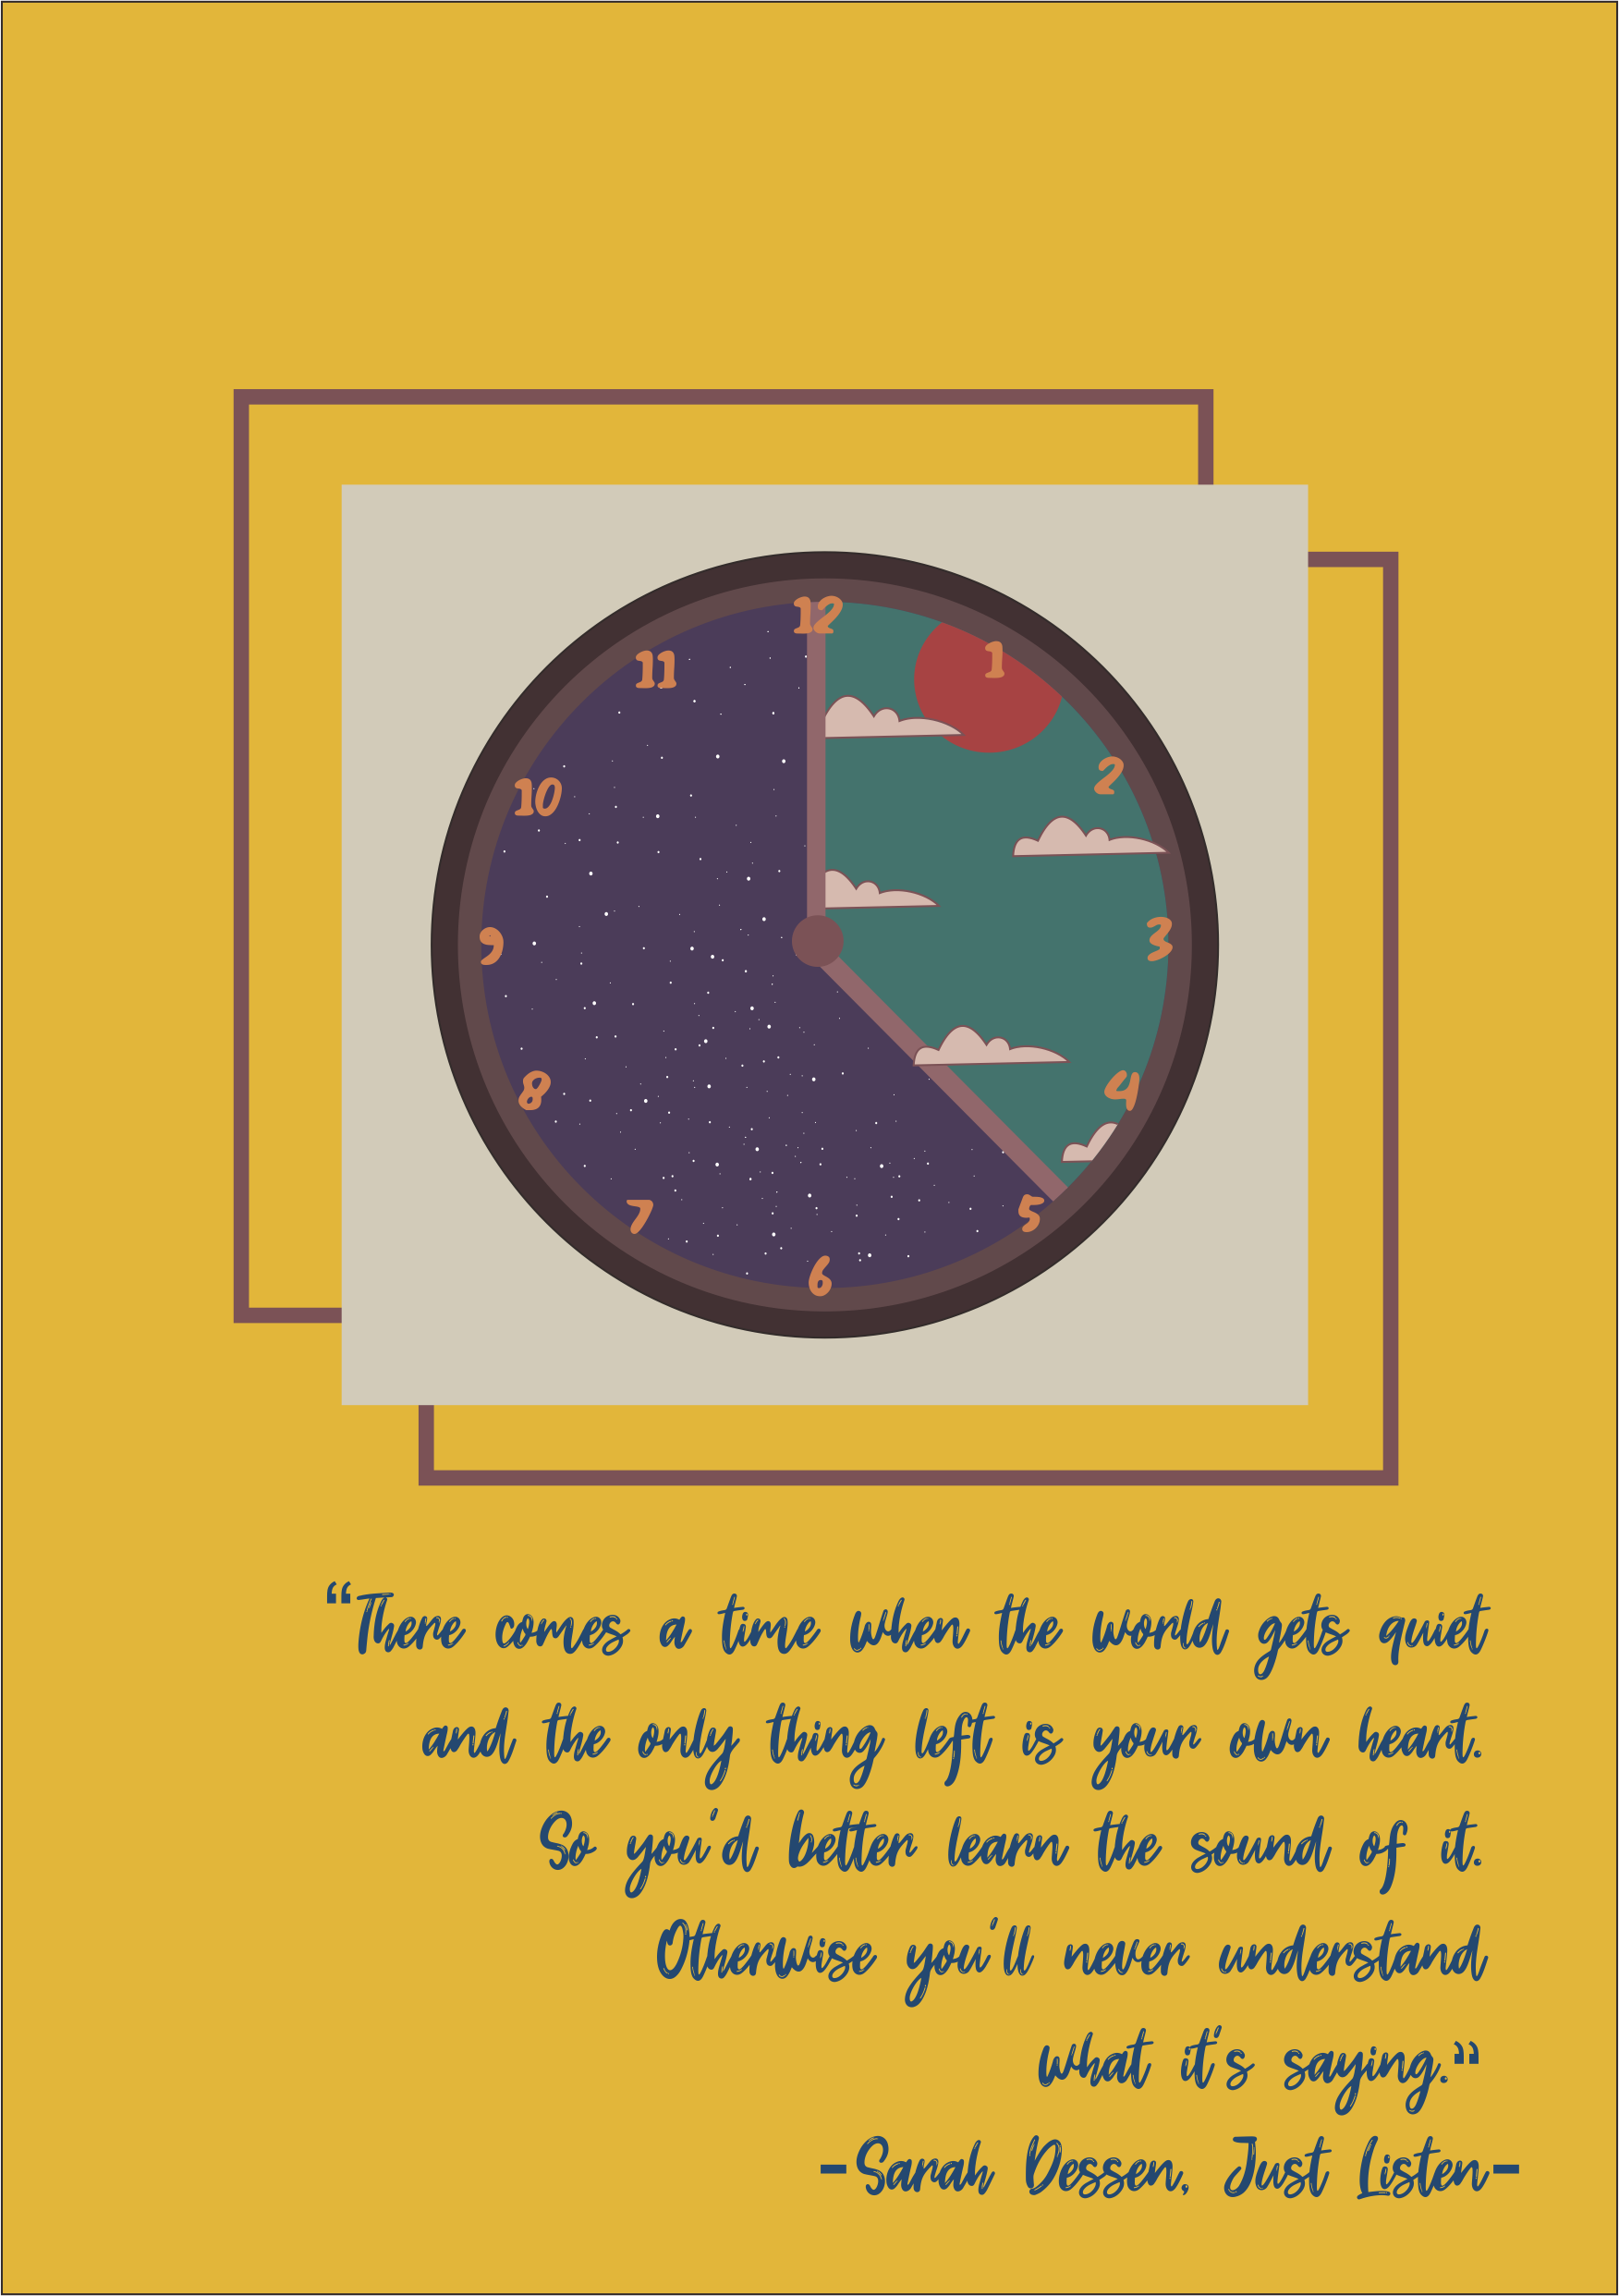 12
11
1
10
2
9
3
8
4
7
5
6
“There comes a time when the world gets quiet
and the only thing left is your own heart.
So you'd better learn the sound of it.
Otherwise you'll never understand
what it's saying.”
-Sarah Dessen, Just Listen-